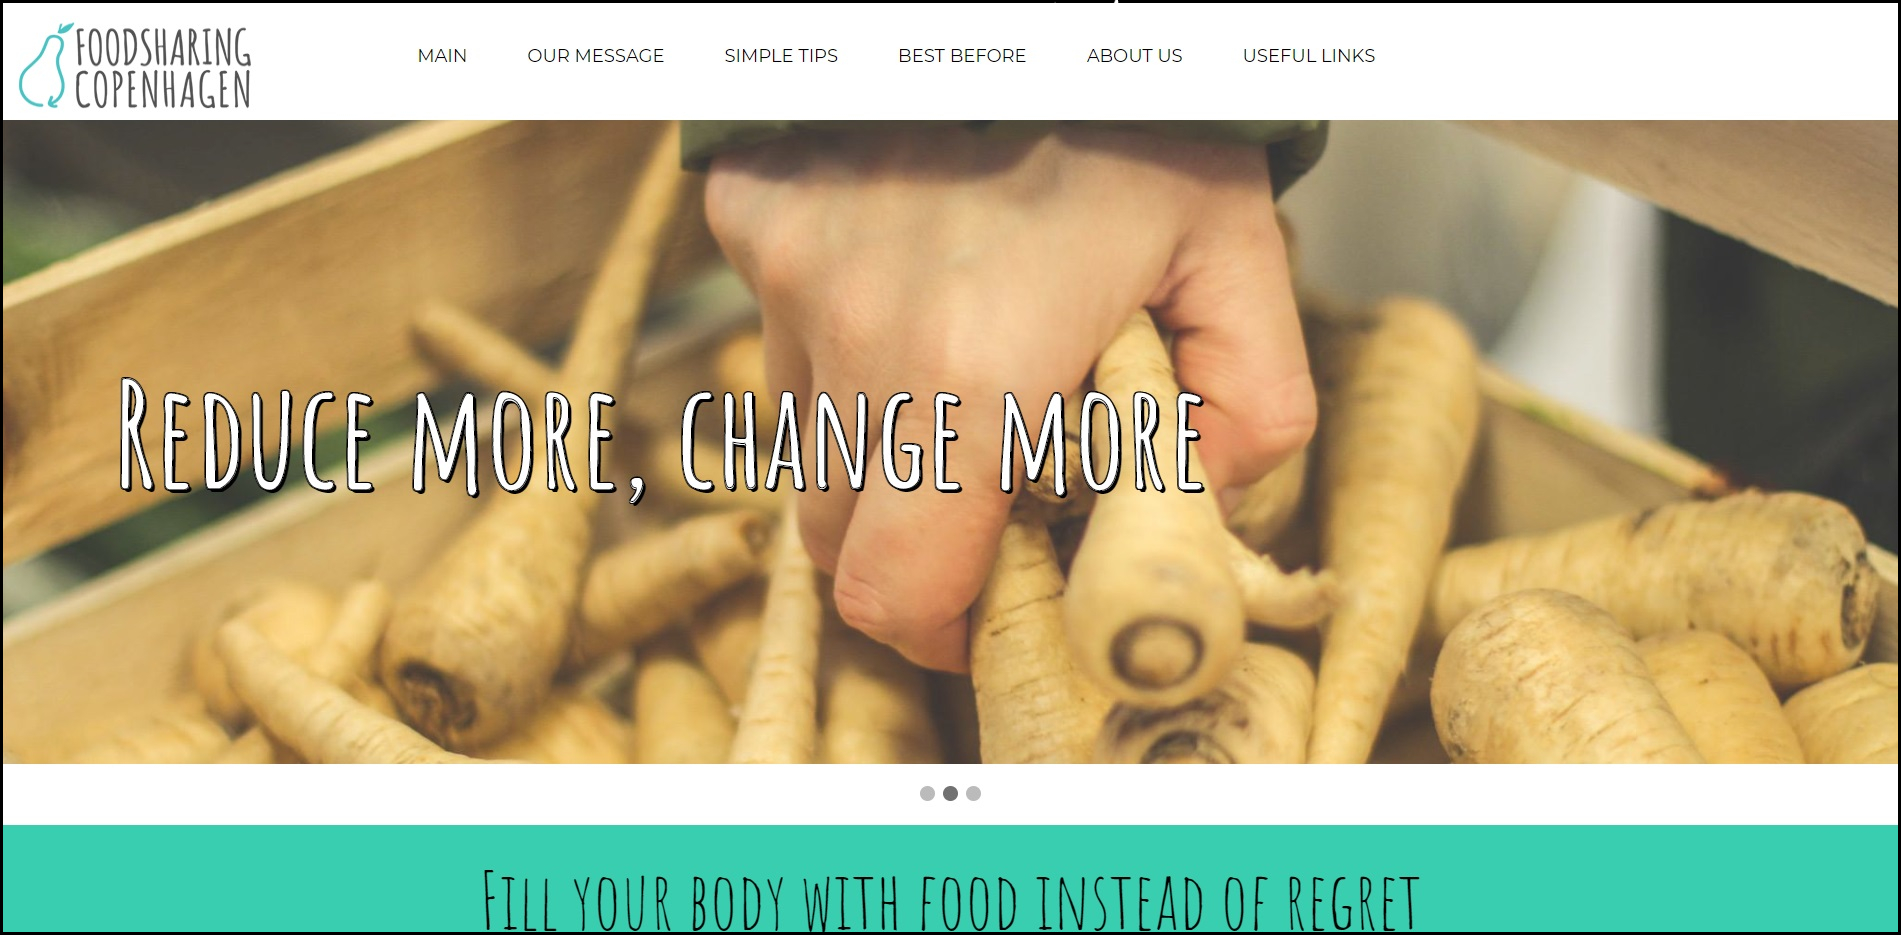 FOODSHARING
COPENHAGEN
MAIN
OUR MESSAGE
SIMPLE TIPS
BEST BEFORE
ABOUT US
USEFUL LINKS
REDUCE MORE, CHANGE MORE
FILL YOUR BODY WITH FOOD INSTEAD OF REGRET